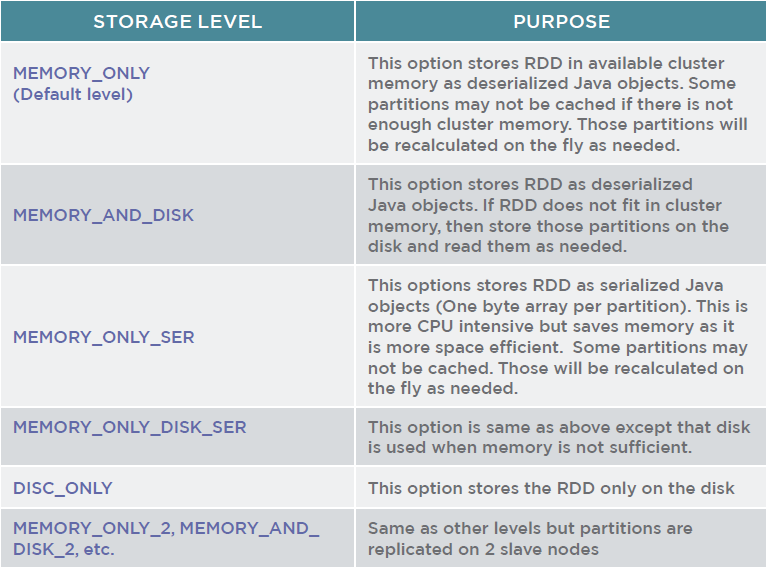 STORAGE LEVEL
PURPOSE
MEMORY_ONLY
(Default level)
This option stores RDD in available cluster
memory as deserialized Java objects. Some
partitions may not be cached if there is not
enough cluster memory. Those partitions will
be recalculated on the fly as needed.
MEMORY_AND_DISK
This option stores RDD as deserialized
Java objects. If RDD does not fit in cluster
memory, then store those partitions on the
disk and read them as needed.
MEMORY_ONLY_SER
This options stores RDD as serialized Java
objects (One byte array per partition). This is
more CPU intensive but saves memory as it
is more space efficient. Some partitions may
not be cached. Those will be recalculated on
the fly as needed.
MEMORY_ONLY_DISK_SER
This option is same as above except that disk
is used when memory is not sufficient.
DISC_ONLY
This option stores the RDD only on the disk
MEMORY_ONLY_2, MEMORY_AND_
DISK_2, etc.
Same as other levels but partitions are
replicated on 2 slave nodes